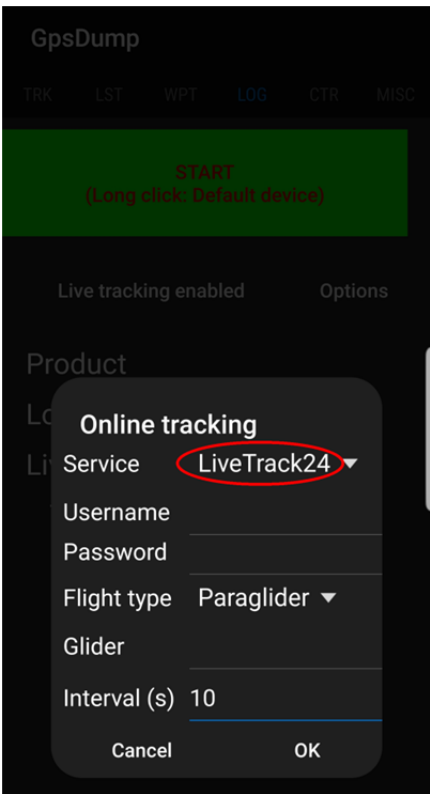 GpsDump
TRK LST WPT LOG CTR MISC
START
(Long click: Default device)
Live tracking enabled Options
Product
Online tracking
Service LiveTrack24
Username
Password
Flight type Paraglider
Glider
Interval (s) 10
Cancel OK